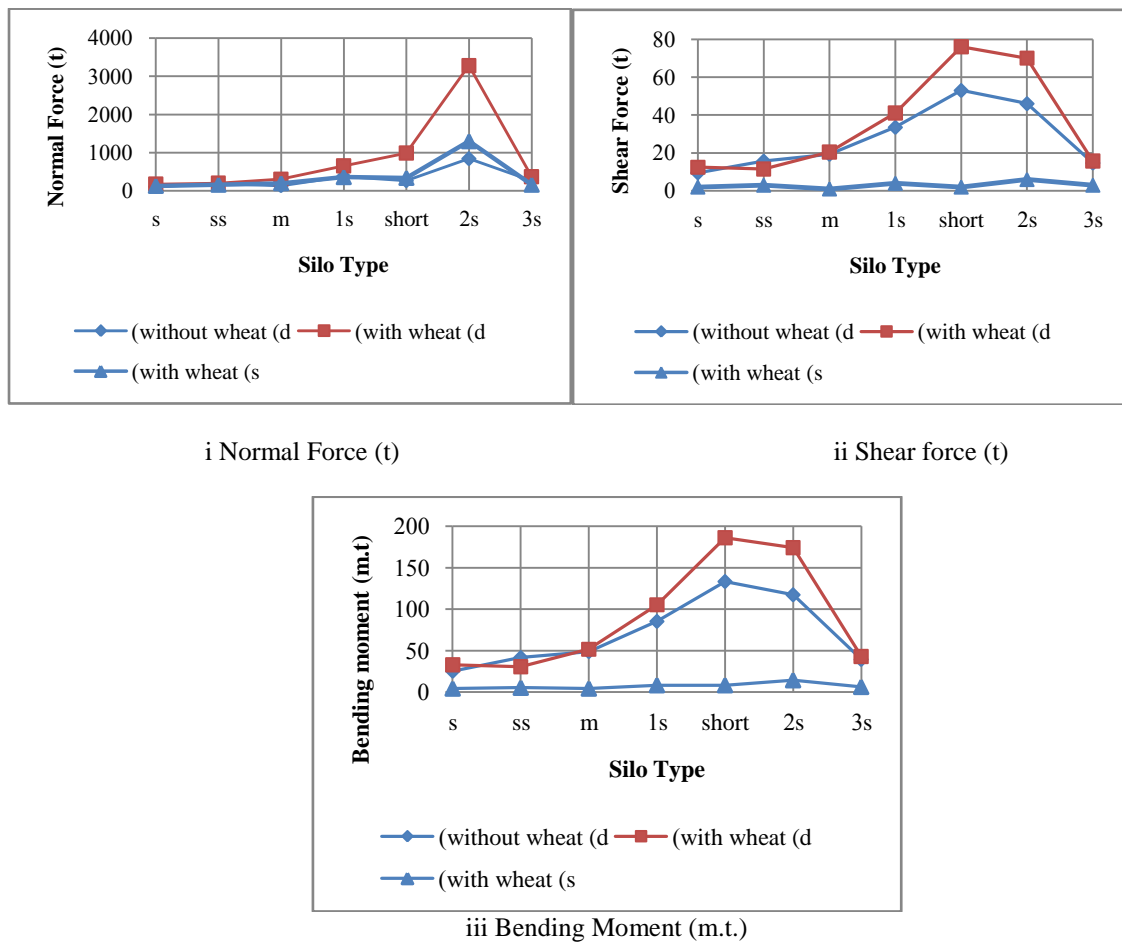 Normal Force (t)
4000
3000
2000
1000
0
s ss m 1s short 2s 3s
Silo Type
(without wheat (d (with wheat (d
(with wheat (s
Shear Force (t)
80
60
40
20
0
s ss m 1s short 2s 3s
Silo Type
(without wheat (d (with wheat (d
(with wheat (s
i Normal Force (t)
ii Shear force (t)
Bending moment (m.t)
200
150
100
50
0
s ss m 1s short 2s 3s
Silo Type
(without wheat (d (with wheat (d
(with wheat (s
iii Bending Moment (m.t.)